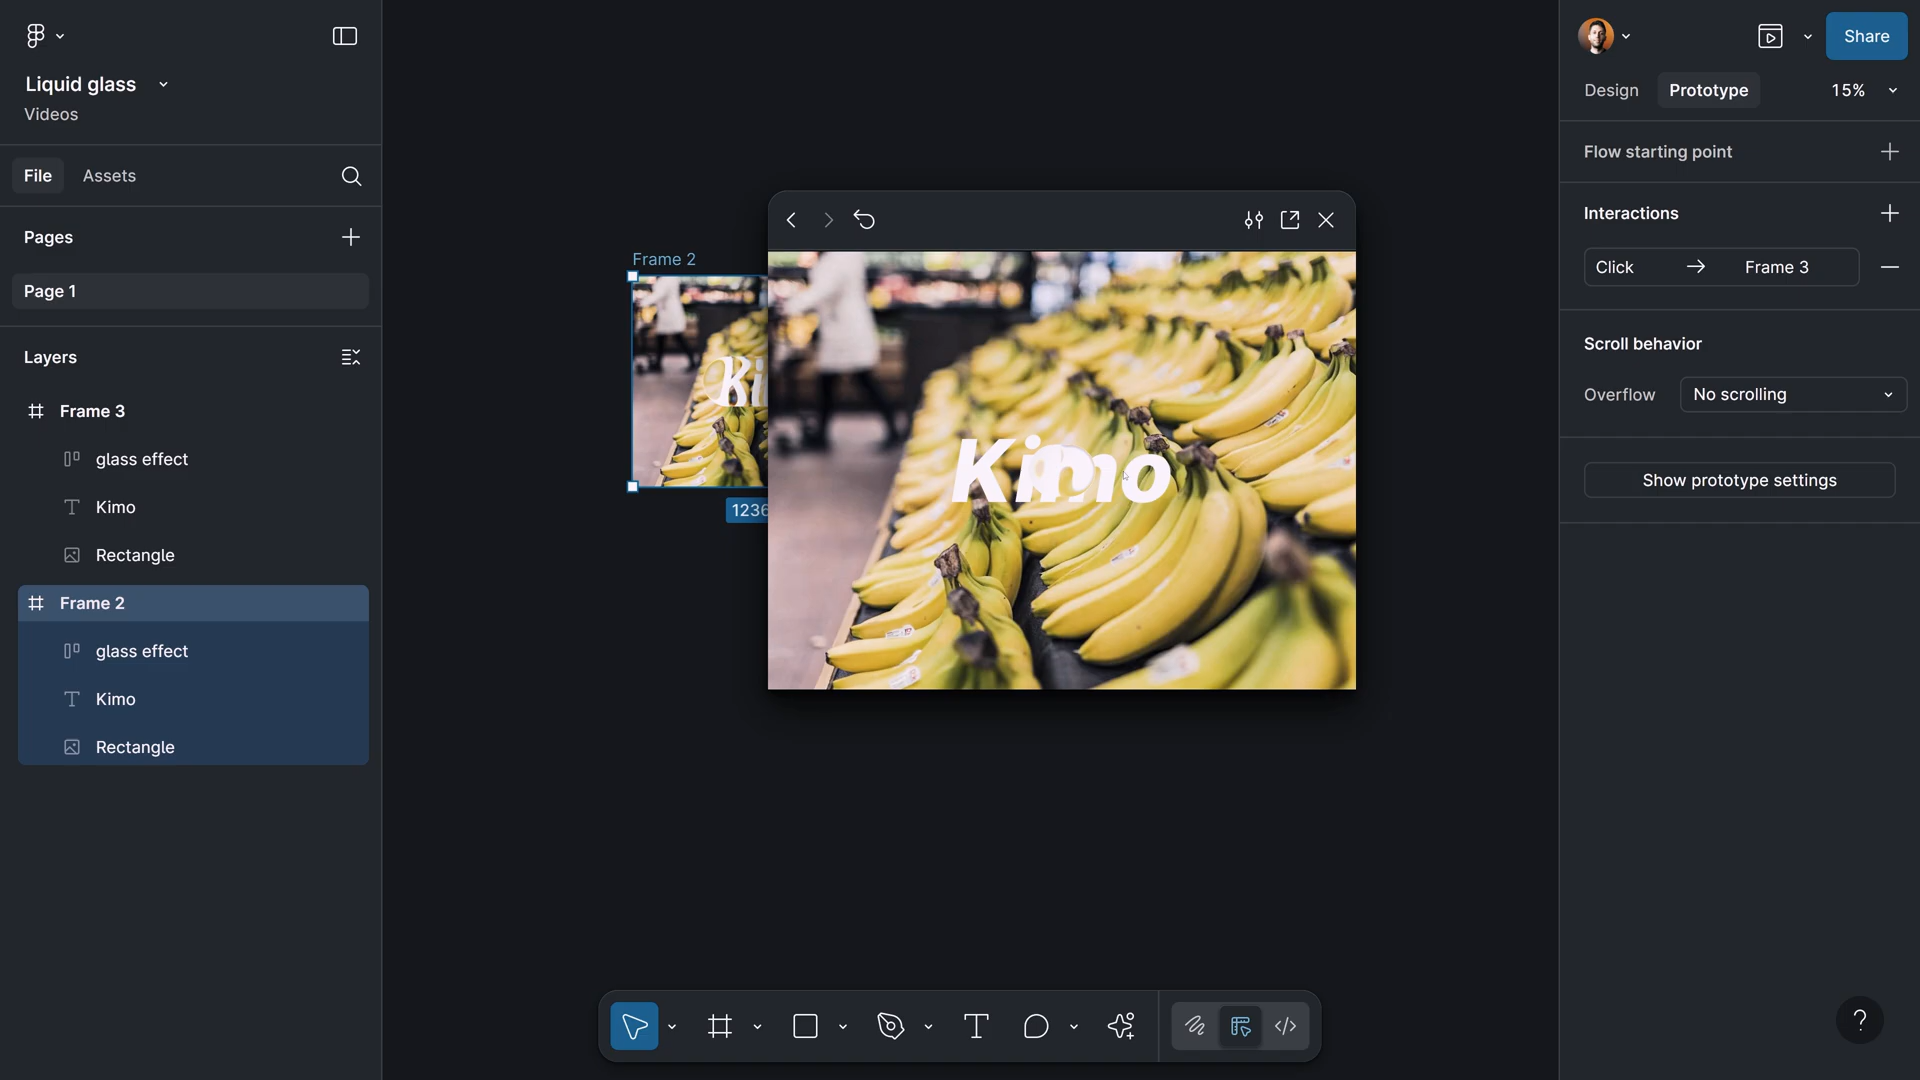 Liquid glass
Videos
File
Assets
Pages
Page 1
Layers
Frame 3
glass effect
Kimo
Rectangle
Frame 2
glass effect
Kimo
Rectangle
Frame 2
1236
Kimo
Share
Design
Prototype
15%
Flow starting point
Interactions
Click
Frame 3
Scroll behavior
Overflow
No scrolling
Show prototype settings
?